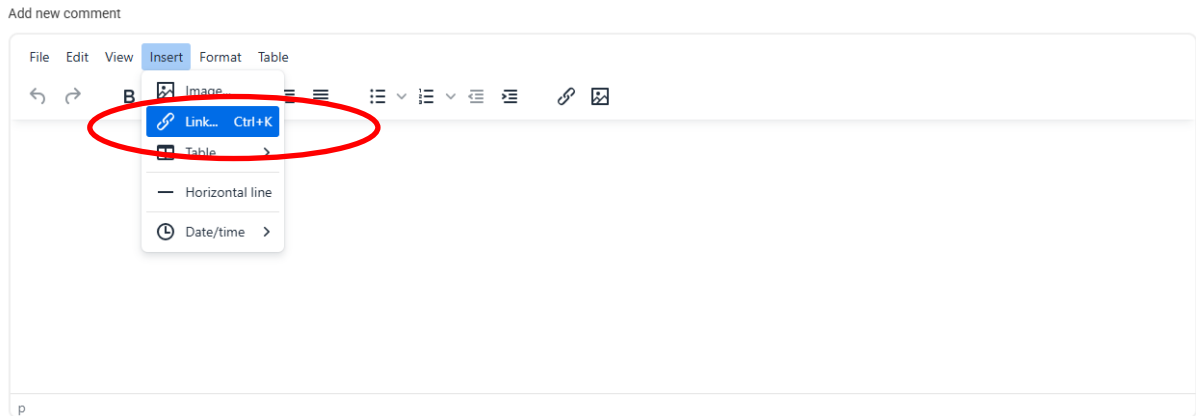 Add new comment
File Edit View Insert Format Table
B
Image...
Link... Ctrl+K
Table
Horizontal line
Date/time
p